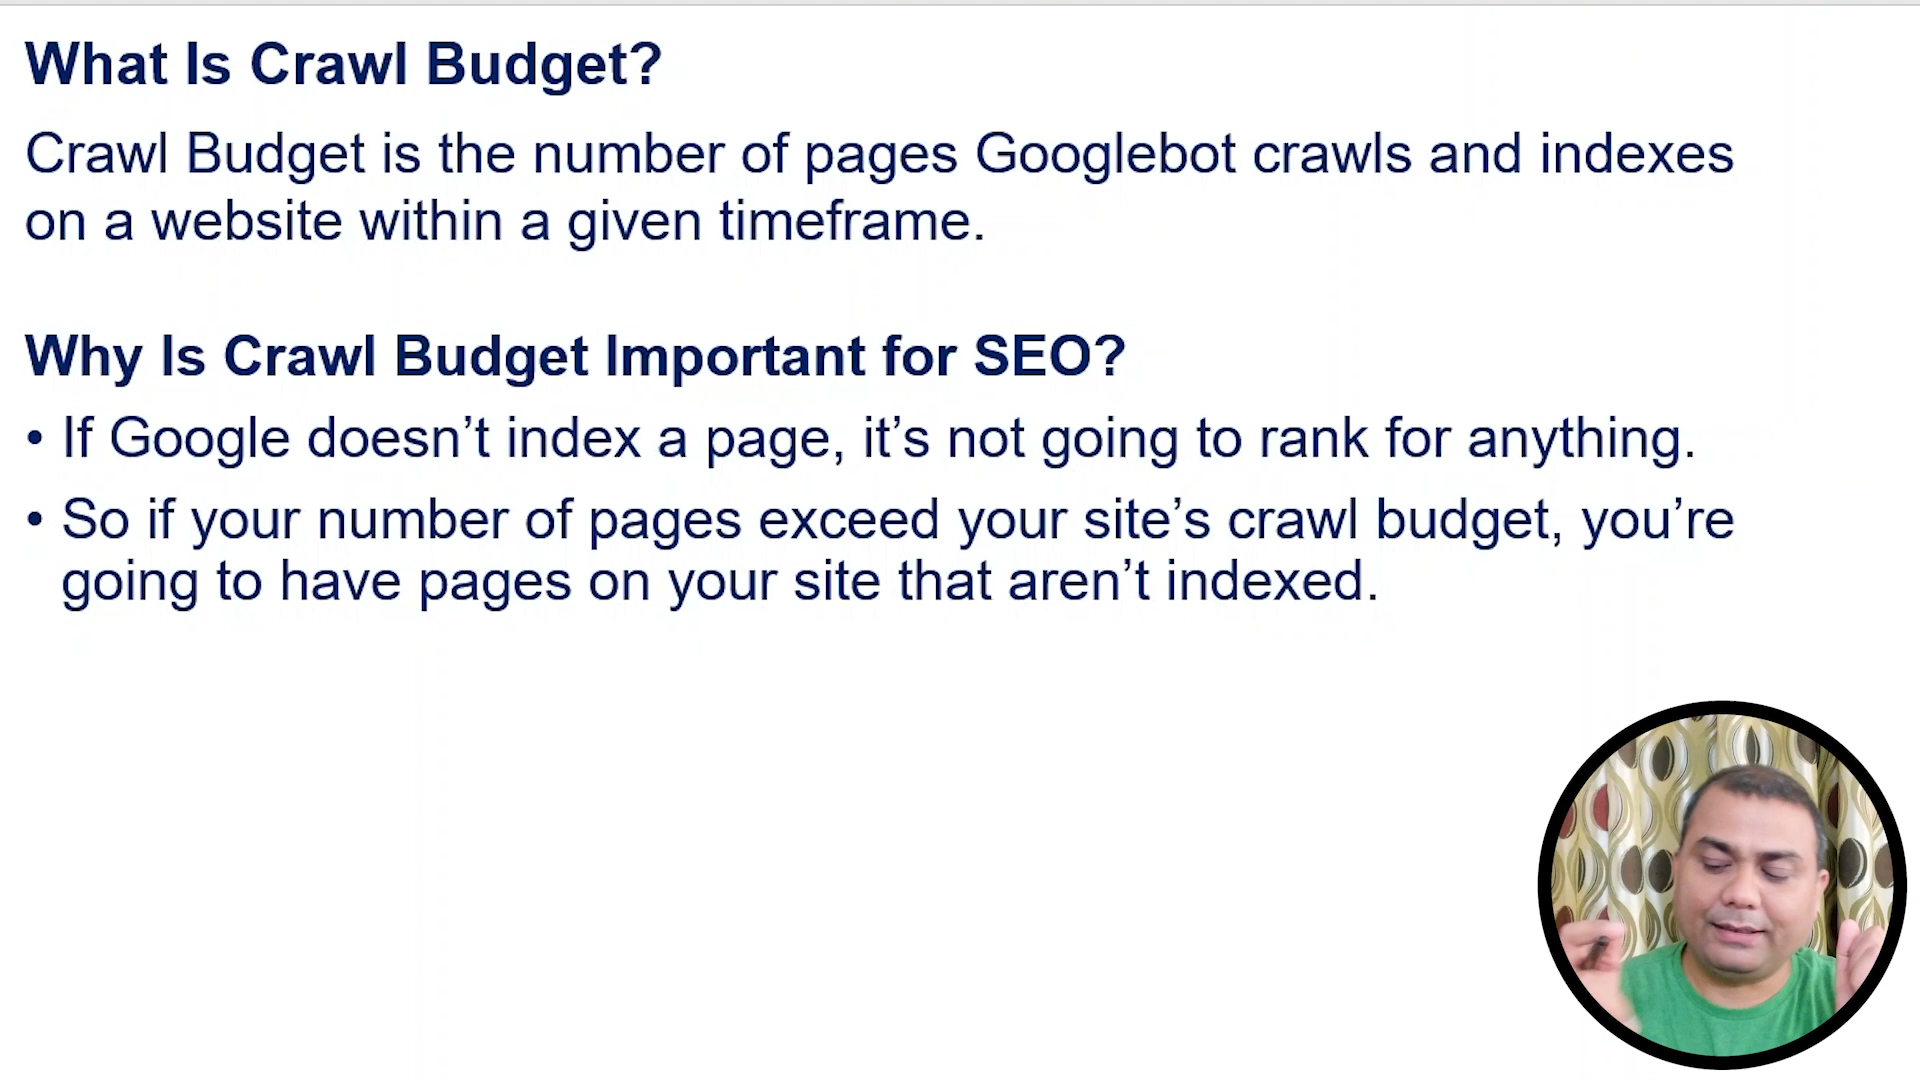 What Is Crawl Budget?
Crawl Budget is the number of pages Googlebot crawls and indexes
on a website within a given timeframe.
Why Is Crawl Budget Important for SEO?
• If Google doesn’t index a page, it’s not going to rank for anything.
• So if your number of pages exceed your site’s crawl budget, you’re
going to have pages on your site that aren’t indexed.